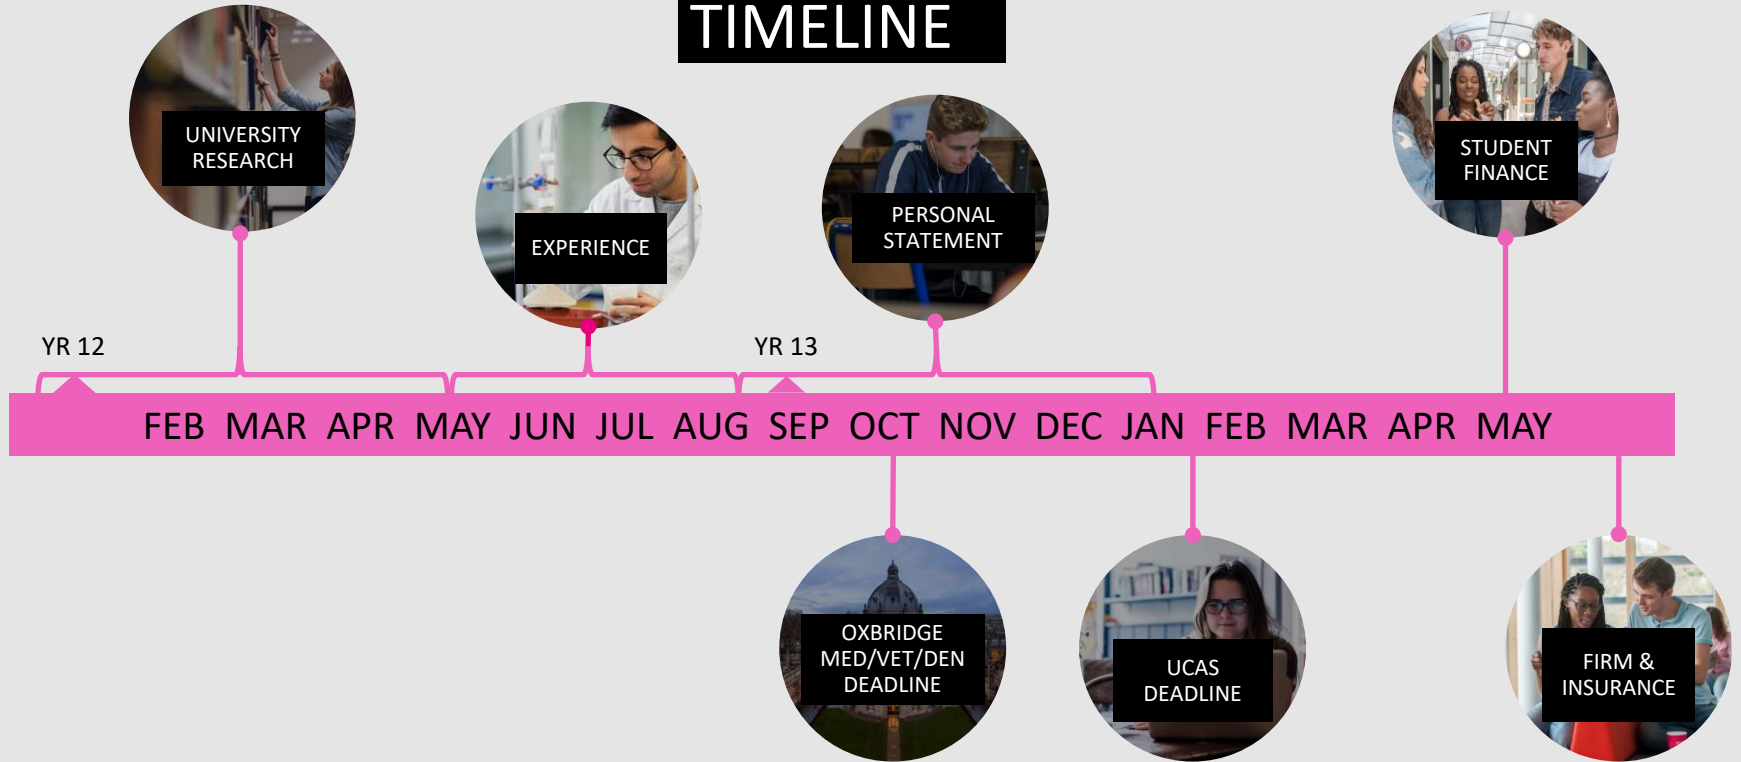 TIMELINE
UNIVERSITY
RESEARCH
EXPERIENCE
PERSONAL
STATEMENT
STUDENT
FINANCE
YR 12
YR 13
FEB MAR APR MAY JUN JUL AUG SEP OCT NOV DEC JAN FEB MAR APR MAY
OXBRIDGE
MED/VET/DEN
DEADLINE
UCAS
DEADLINE
FIRM &
INSURANCE